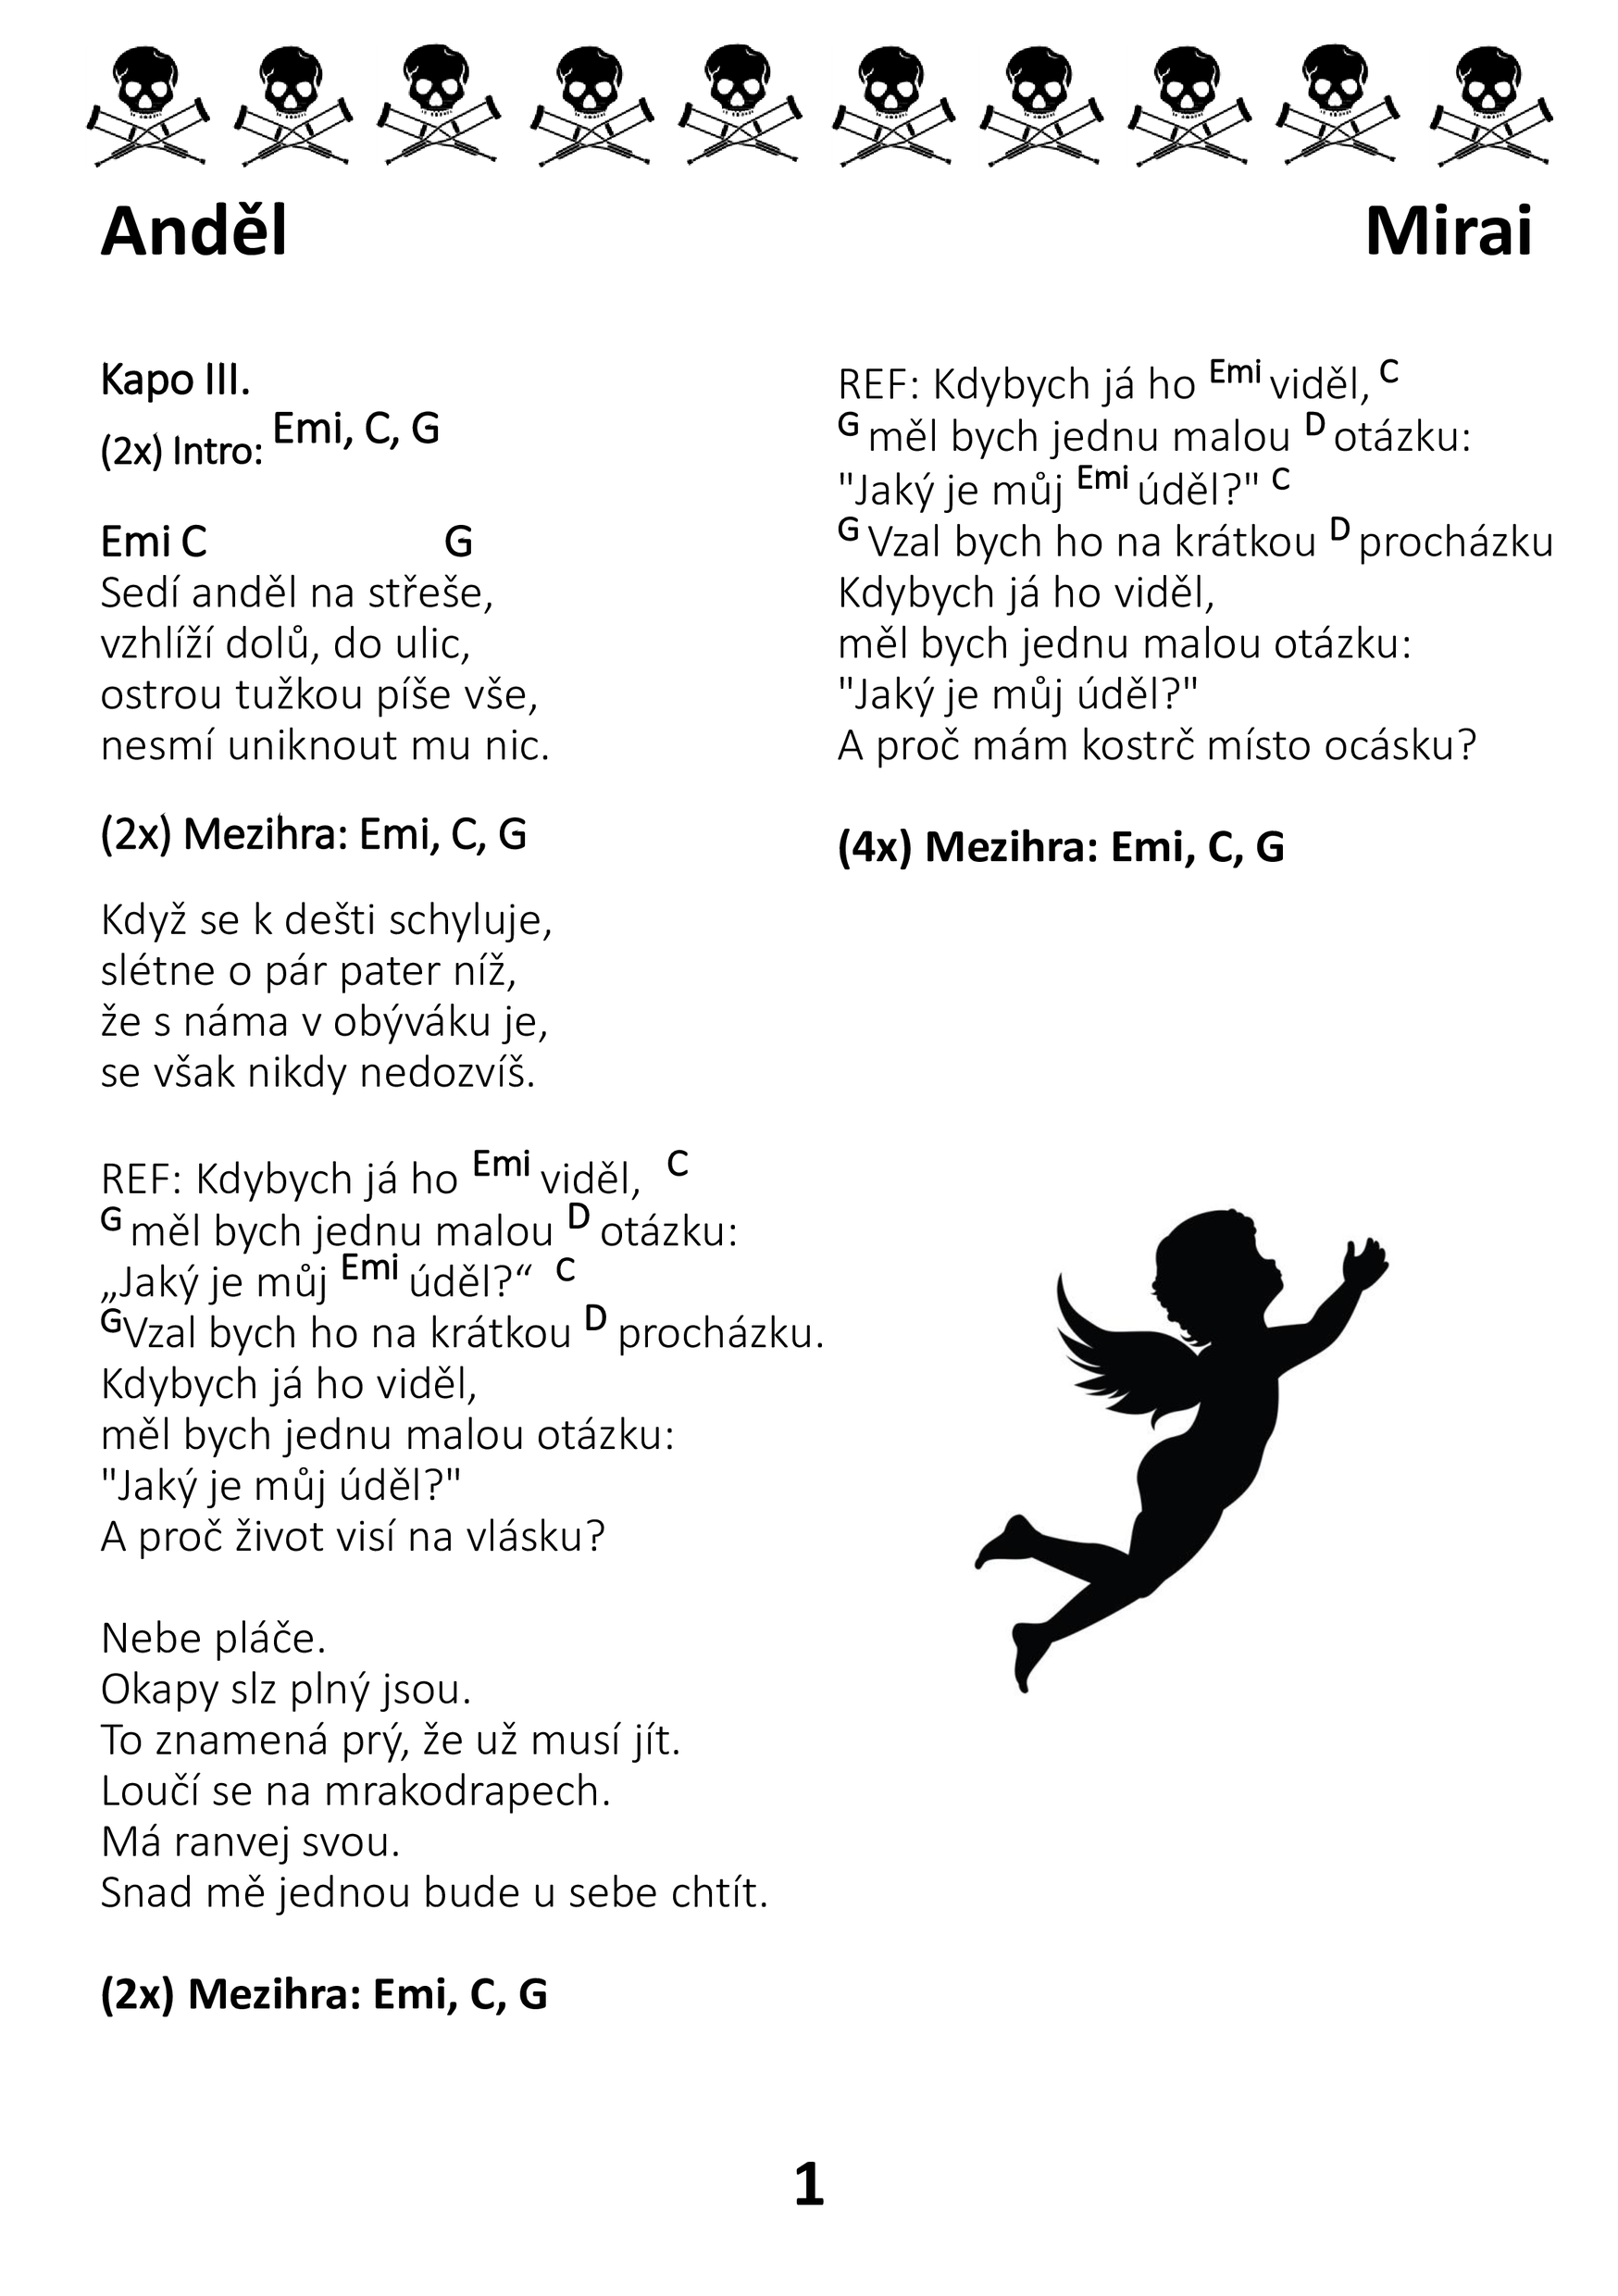 Anděl
Mirai
Kapo III.
(2x) Intro: Emi, C, G
Emi C G
Sedí anděl na střeše,
vzhlíží dolů, do ulic,
ostrou tužkou píše vše,
nesmí uniknout mu nic.
(2x) Mezihra: Emi, C, G
Když se k dešti schyluje,
slétne o pár pater níž,
že s náma v obýváku je,
se však nikdy nedozvíš.
REF: Kdybych já ho Emi viděl, C
G měl bych jednu malou D otázku:
„Jaký je můj Emi úděl?“ C
GVzal bych ho na krátkou D procházku.
Kdybych já ho viděl,
měl bych jednu malou otázku:
"Jaký je můj úděl?"
A proč život visí na vlásku?
Nebe pláče.
Okapy slz plný jsou.
To znamená prý, že už musí jít.
Loučí se na mrakodrapech.
Má ranvej svou.
Snad mě jednou bude u sebe chtít.
(2x) Mezihra: Emi, C, G
REF: Kdybych já ho Emi viděl, C
G měl bych jednu malou D otázku:
"Jaký je můj Emi úděl?" C
G Vzal bych ho na krátkou D procházku
Kdybych já ho viděl,
měl bych jednu malou otázku:
"Jaký je můj úděl?"
A proč mám kostrč místo ocásku?
(4x) Mezihra: Emi, C, G
1